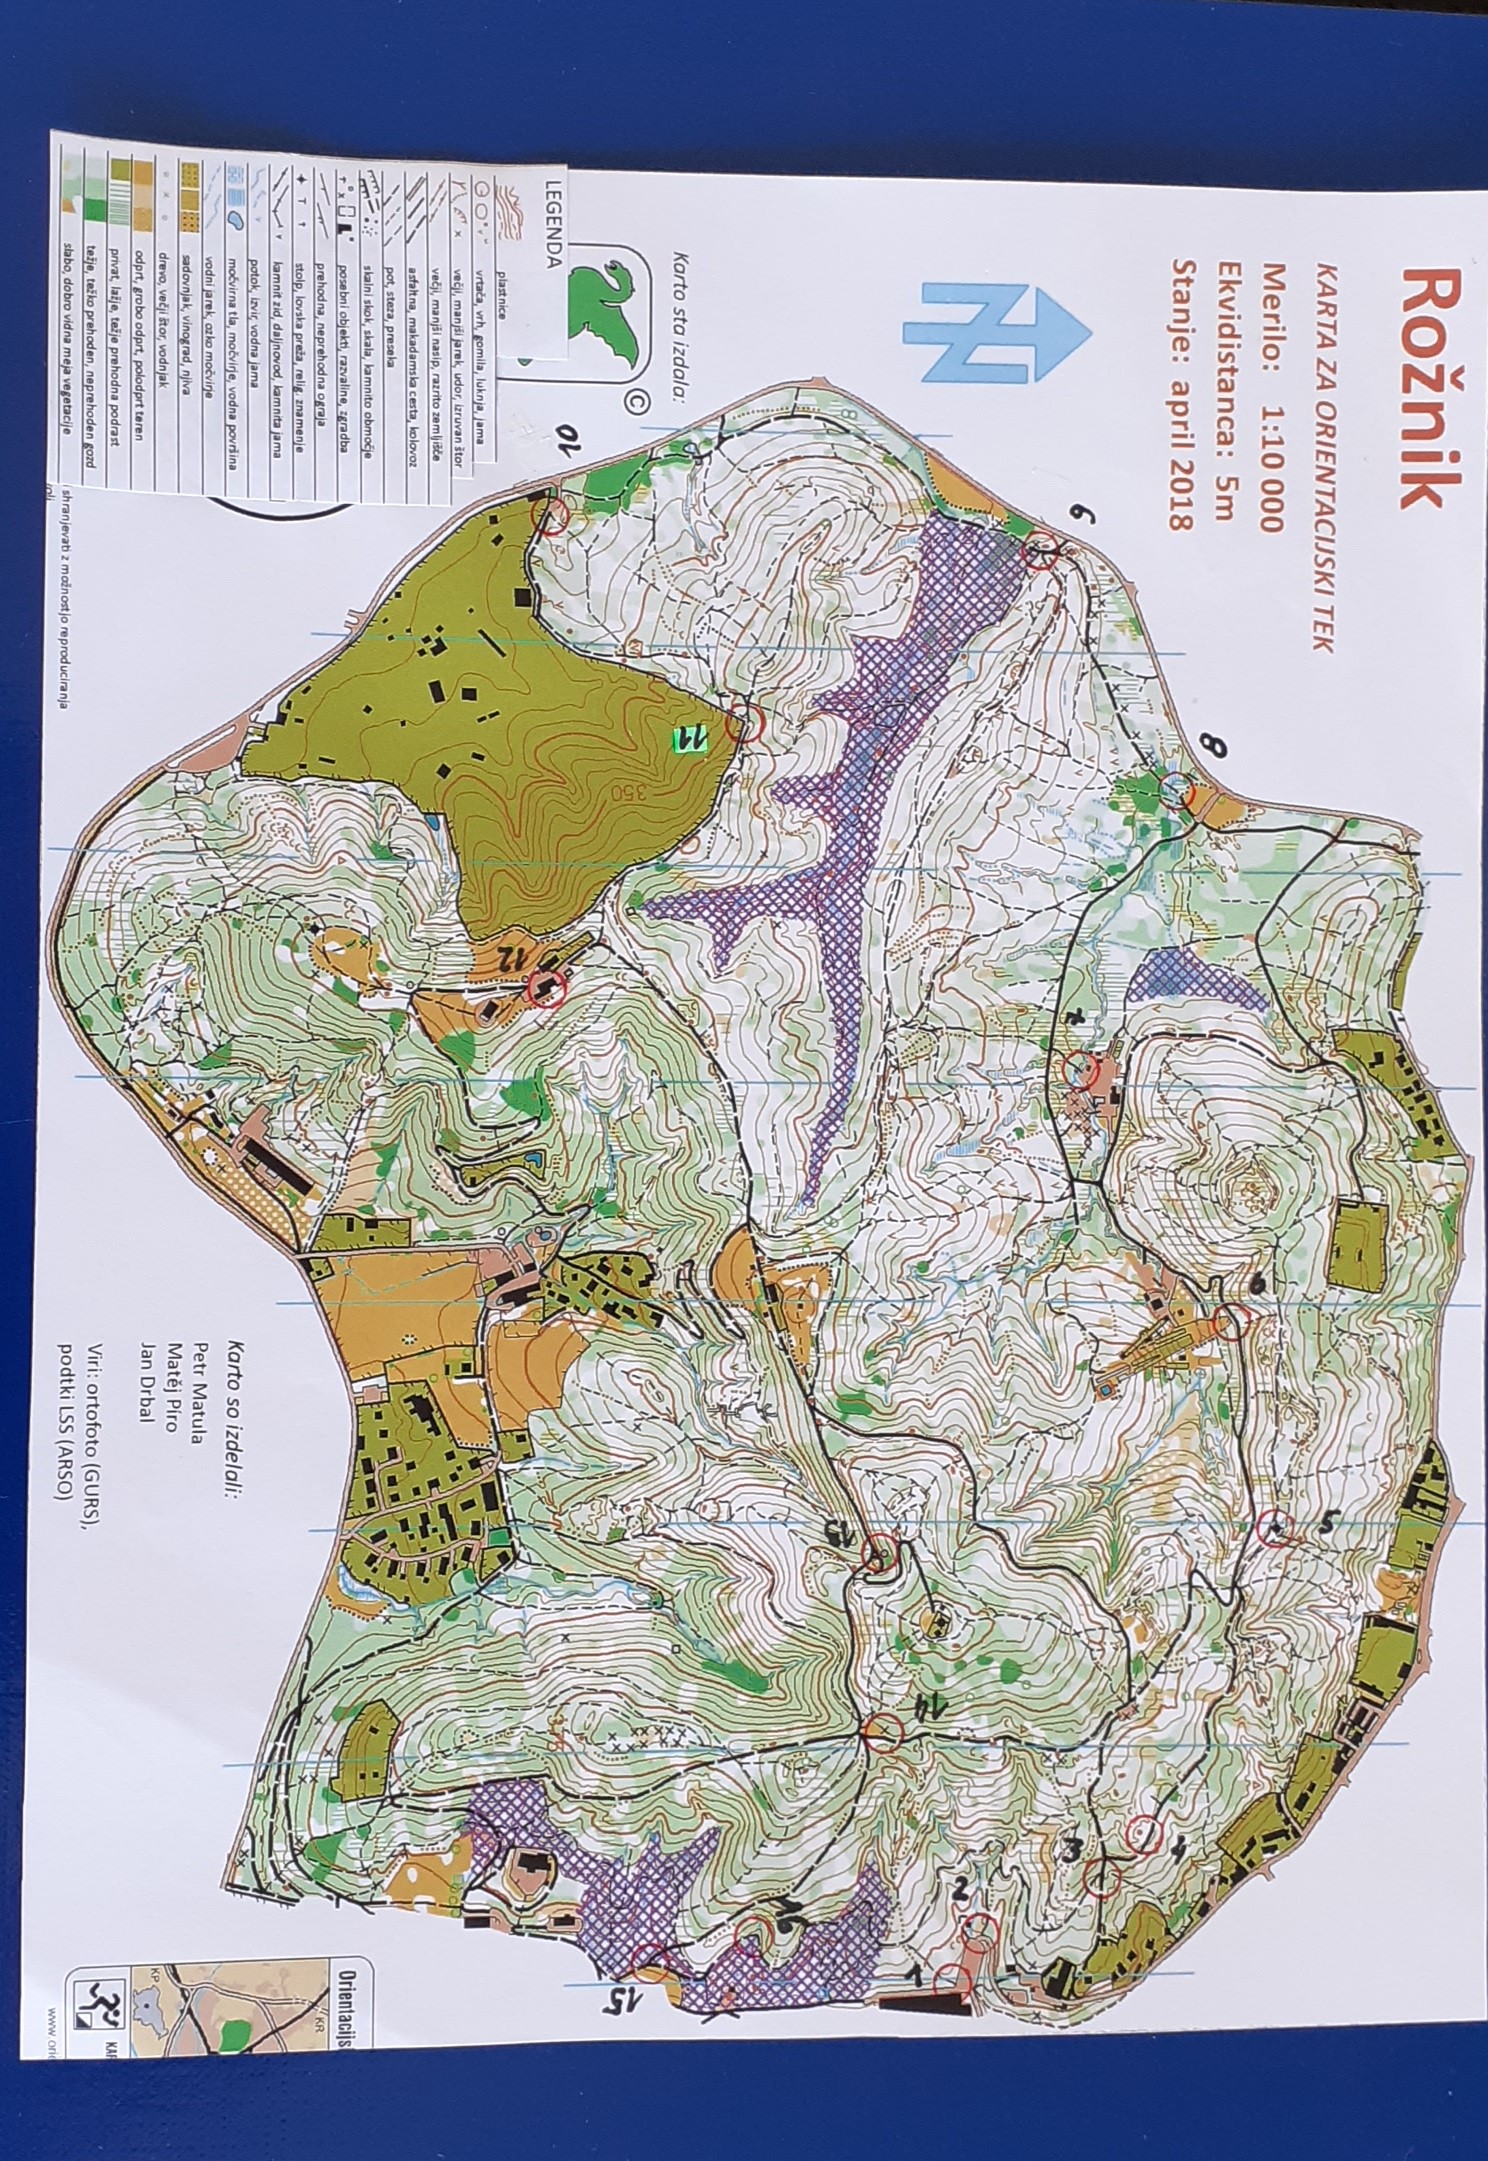 Rožnik
KARTA ZA ORIENTACIJSKI TEK
Merilo: 1:10 000
Ekvidistanca: 5m
Stanje: april 2018
N
Karto sta izdala:
©
LEGENDA
plastnice
vrtača, vrh, gomila, luknja, jama
večji, manjši jarek, udor, izruvan štor
večji, manjši nasip, razrito zemljišče
asfaltna, makadamska cesta, kolovoz
pot, steza, preseka
skalni skok, skala, kamnito območje
posebni objekti, razvaline, zgradba
prehodna, neprehodna ograja
stolp, lovska preža, relig. znamenje
kamnit zid, daljnovod, kamnita jama
potok, izvir, vodna jama
močvirna tla, močvirje, vodna površina
vodni jarek, ozko močvirje
sadovnjak, vinograd, njiva
drevo, večji štor, vodnjak
odprt, grobo odprt, polodprt teren
privat, lažje, težje prehodna podrast
težje, težko prehoden, neprehoden gozd
slabo, dobro vidna meja vegetacije
shranjevati z možnostjo reproduciranja
1
2
3
4
5
6
7
8
9
10
11
12
13
14
15
16
350
375
Karto so izdelali:
Petr Matula
Matěj Píro
Jan Drbal
Viri: ortofoto (GURS),
podtki LSS (ARSO)
Orientacijs
KR
KP
KAR
www.orie